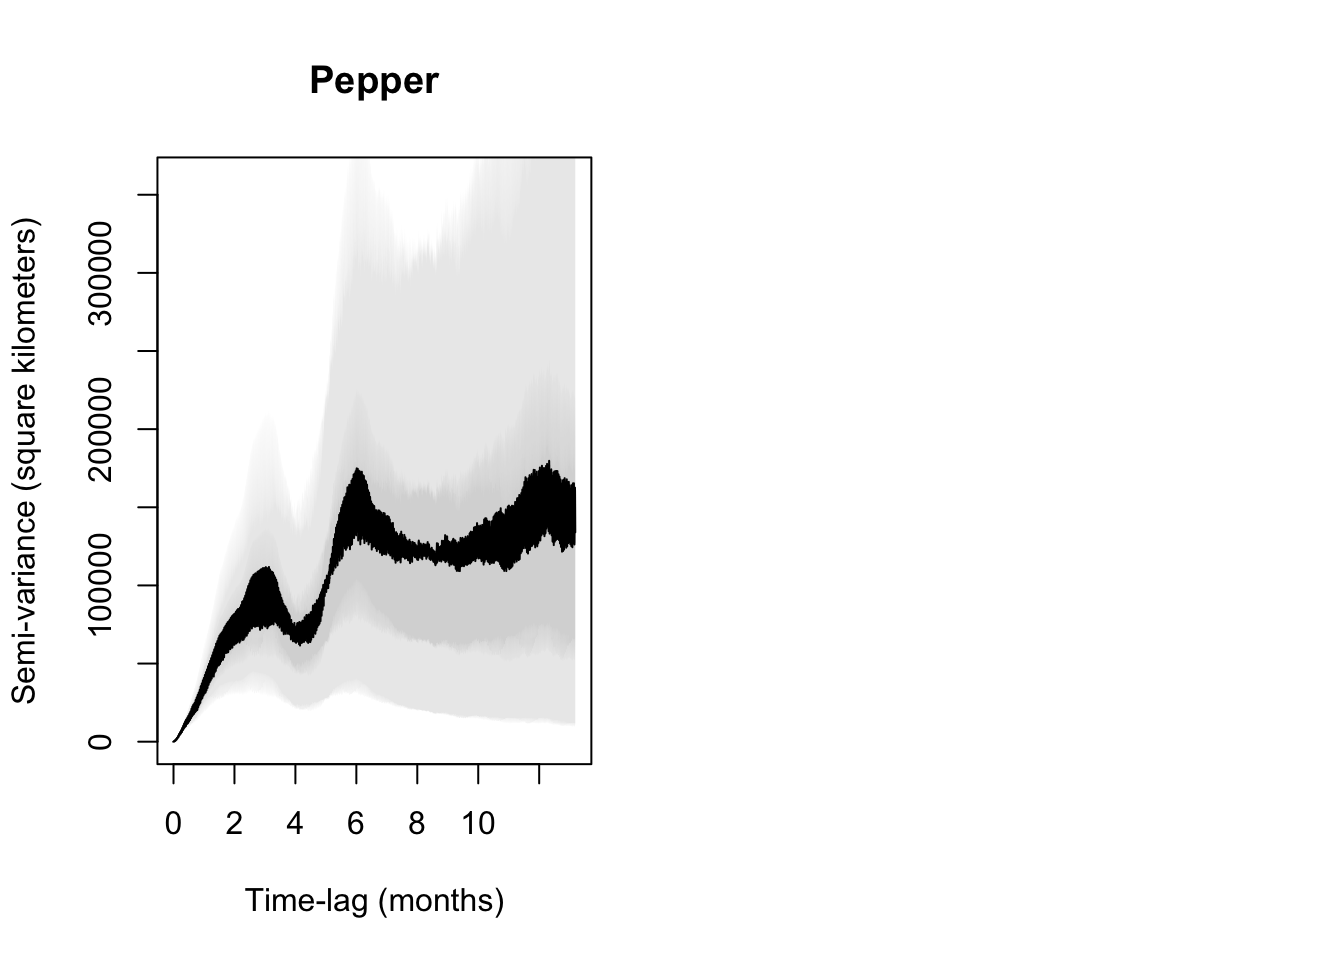 Pepper
Semi-variance (square kilometers)
300000
200000
100000
0
0 2 4 6 8 10
Time-lag (months)